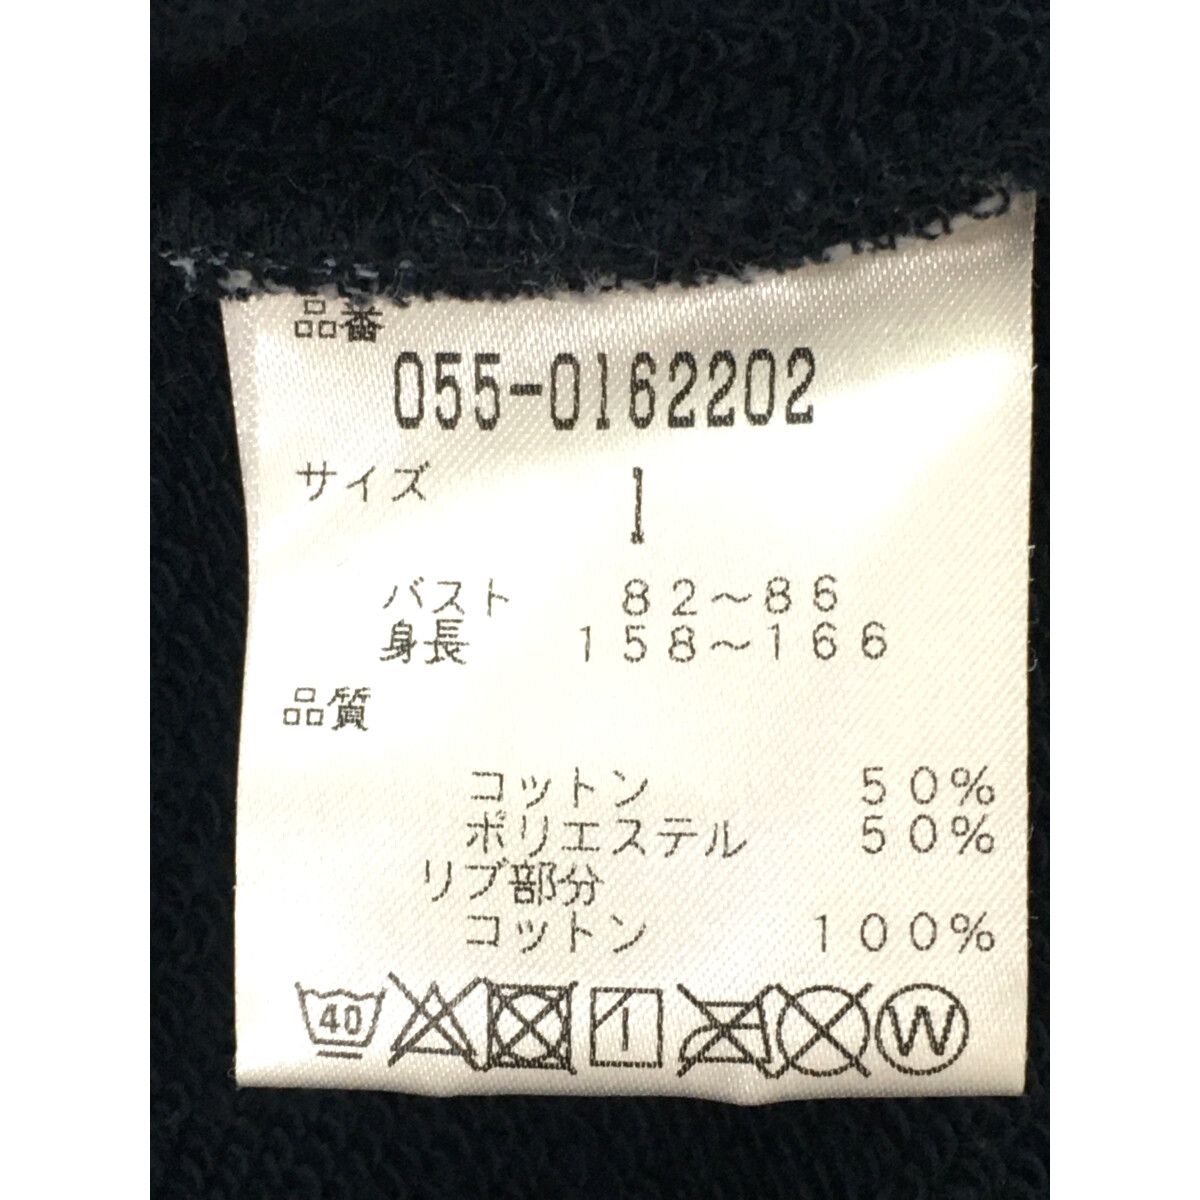 品番
055-0162202
サイズ 1
バスト 82～86
身長 158～166
品質
コットン 50%
ポリエステル 50%
リブ部分
コットン 100%
40 W